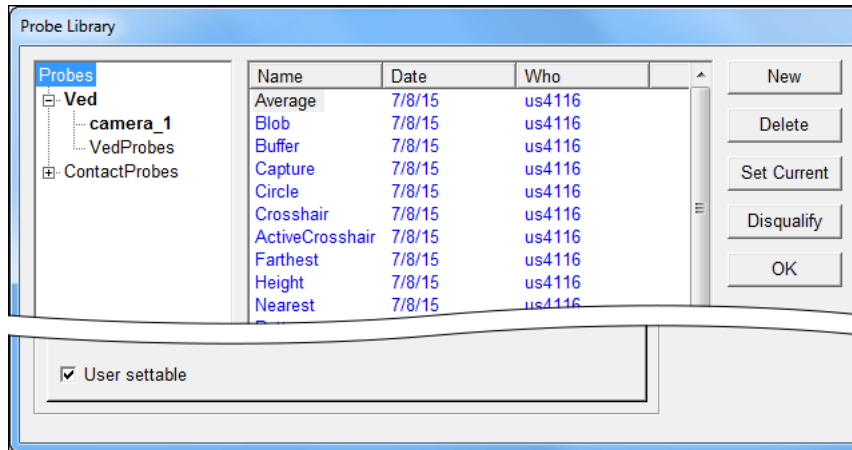 Probe Library
Probes
Ved
camera_1
VedProbes
ContactProbes
Name Date Who
Average 7/8/15 us4116
Blob 7/8/15 us4116
Buffer 7/8/15 us4116
Capture 7/8/15 us4116
Circle 7/8/15 us4116
Crosshair 7/8/15 us4116
ActiveCrosshair 7/8/15 us4116
Farthest 7/8/15 us4116
Height 7/8/15 us4116
Nearest 7/8/15 us4116
New
Delete
Set Current
Disqualify
OK
User settable